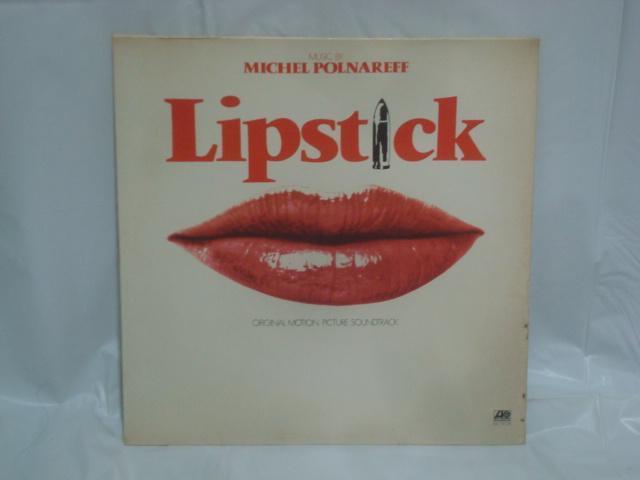 MUSIC BY
MICHEL POLNAREFF
Lipstick
ORIGINAL MOTION PICTURE SOUNDTRACK